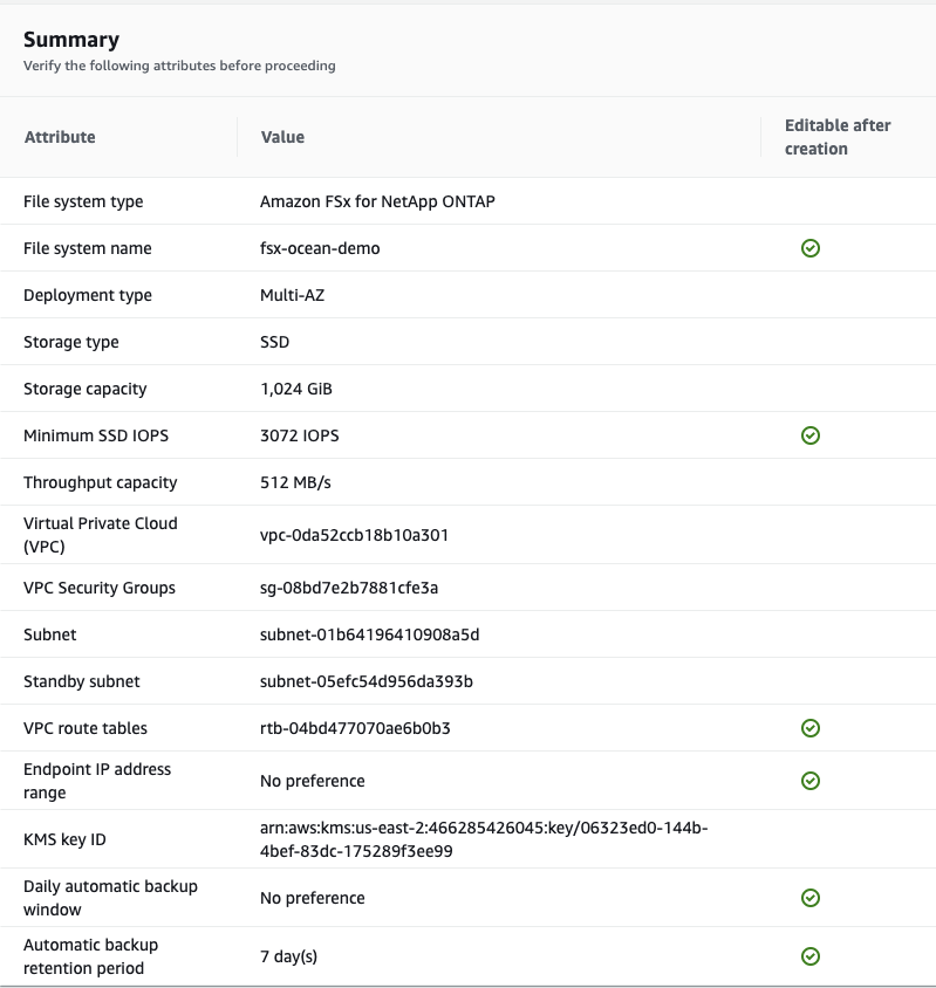 Summary
Verify the following attributes before proceeding
Attribute Value Editable after
creation
File system type Amazon FSx for NetApp ONTAP
File system name fsx-ocean-demo
Deployment type Multi-AZ
Storage type SSD
Storage capacity 1,024 GiB
Minimum SSD IOPS 3072 IOPS
Throughput capacity 512 MB/s
Virtual Private Cloud
(VPC) vpc-0da52ccb18b10a301
VPC Security Groups sg-08bd7e2b7881cfe3a
Subnet subnet-01b64196410908a5d
Standby subnet subnet-05efc54d956da393b
VPC route tables rtb-04bd477070ae6b0b3
Endpoint IP address
range No preference
KMS key ID arn:aws:kms:us-east-2:466285426045:key/06323ed0-144b-
4bef-83dc-175289f3ee99
Daily automatic backup
window No preference
Automatic backup
retention period 7 day(s)